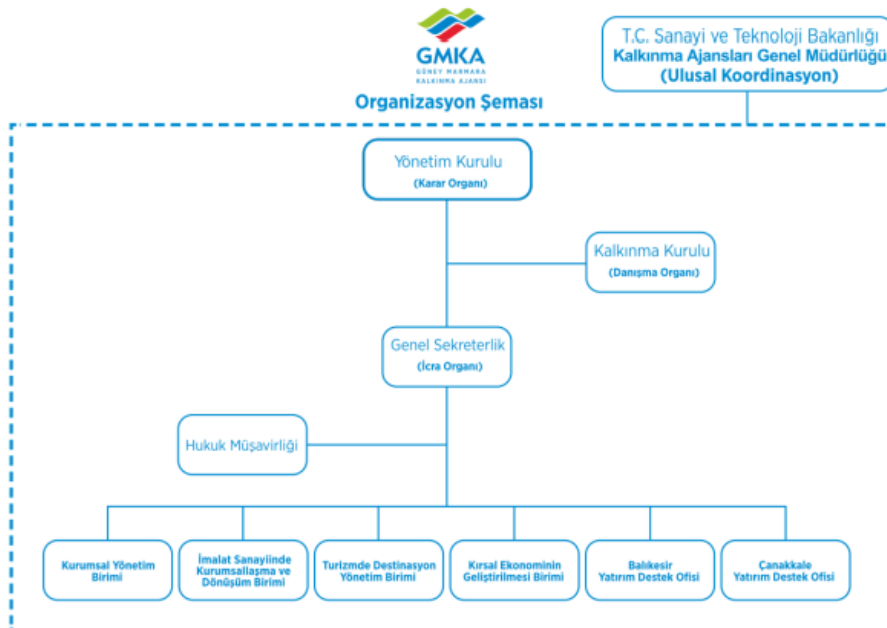 GMKA
GÜNEY MARMARA
KALKINMA AJANSI
Organizasyon Şeması
T.C. Sanayi ve Teknoloji Bakanlığı
Kalkınma Ajansları Genel Müdürlüğü
(Ulusal Koordinasyon)
Yönetim Kurulu
(Karar Organı)
Kalkınma Kurulu
(Danışma Organı)
Genel Sekreterlik
(İcra Organı)
Hukuk Müşavirliği
Kurumsal Yönetim
Birimi
İmalat Sanayiinde
Kurumsallaşma ve
Dönüşüm Birimi
Turizmde Destinasyon
Yönetim Birimi
Kırsal Ekonominin
Geliştirilmesi Birimi
Balıkesir
Yatırım Destek Ofisi
Çanakkale
Yatırım Destek Ofisi